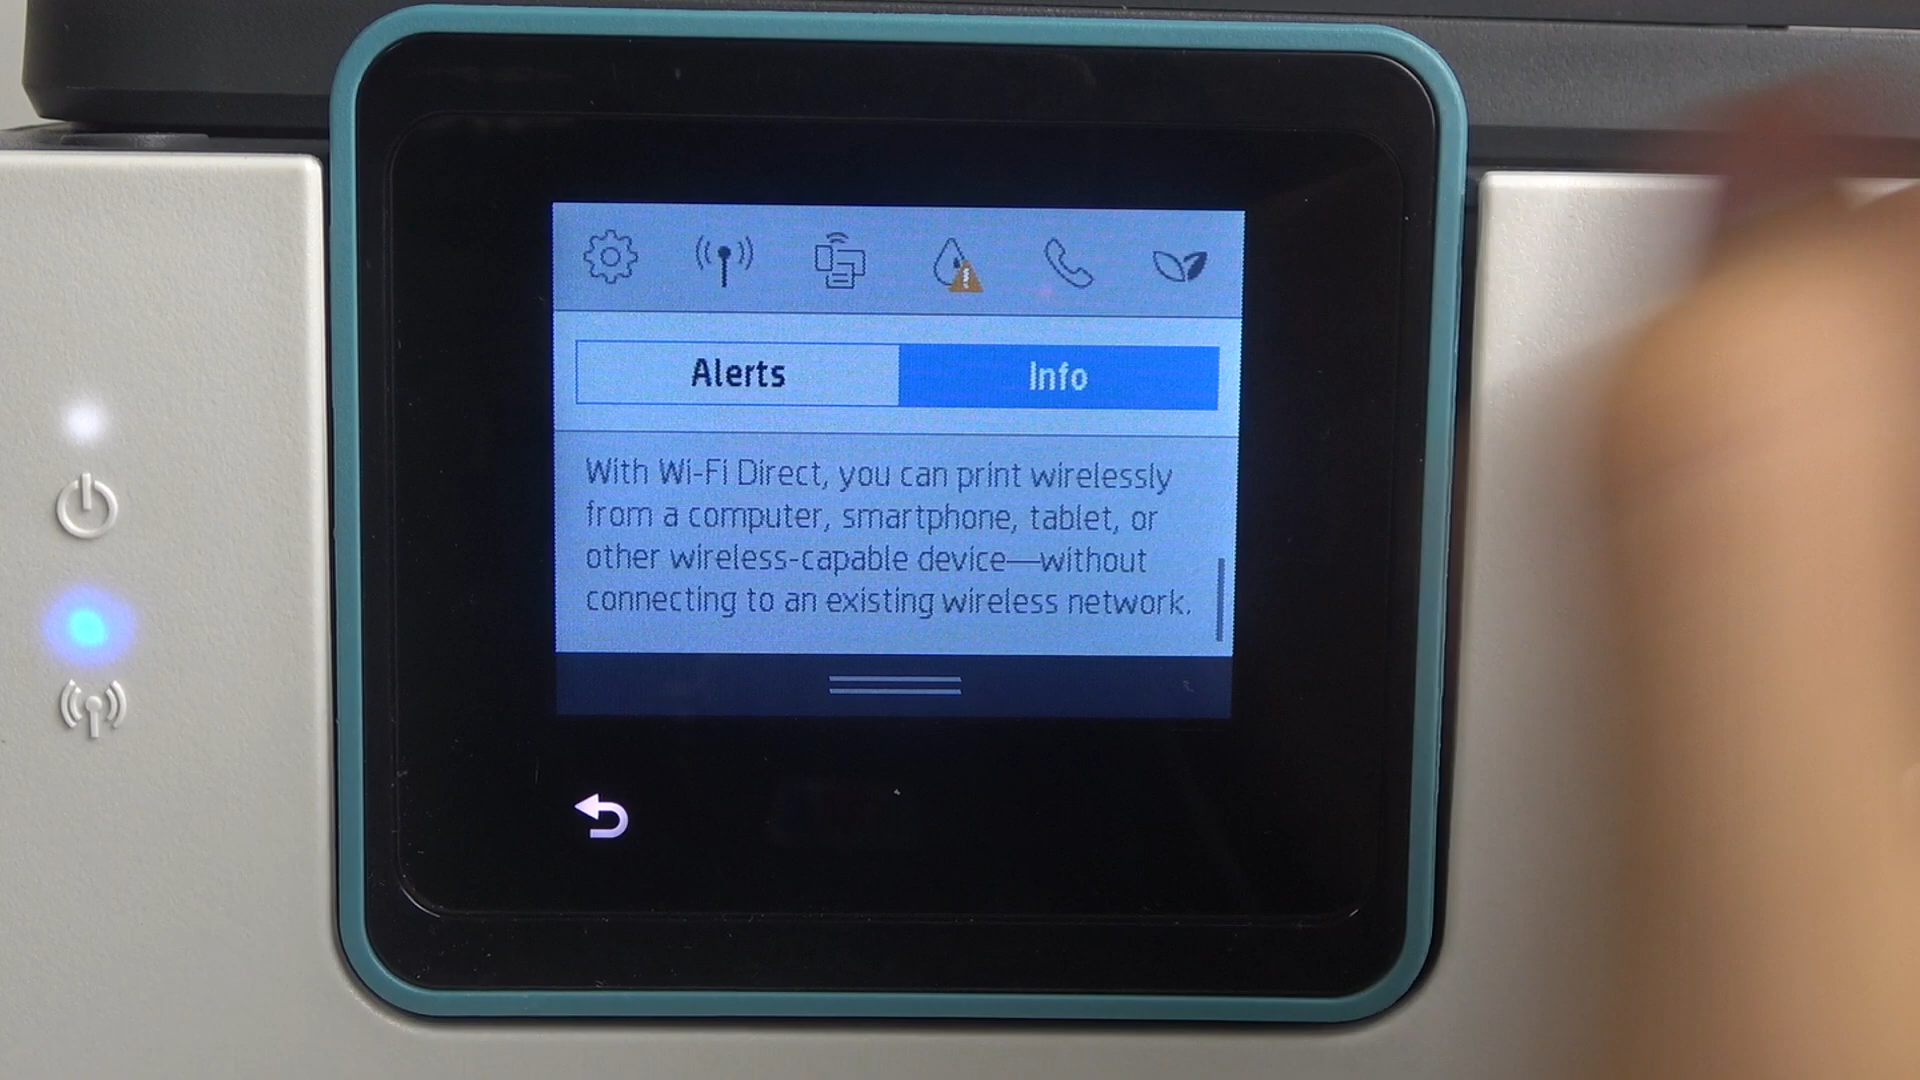 Alerts
Info
With Wi-Fi Direct, you can print wirelessly
from a computer, smartphone, tablet, or
other wireless-capable device—without
connecting to an existing wireless network.